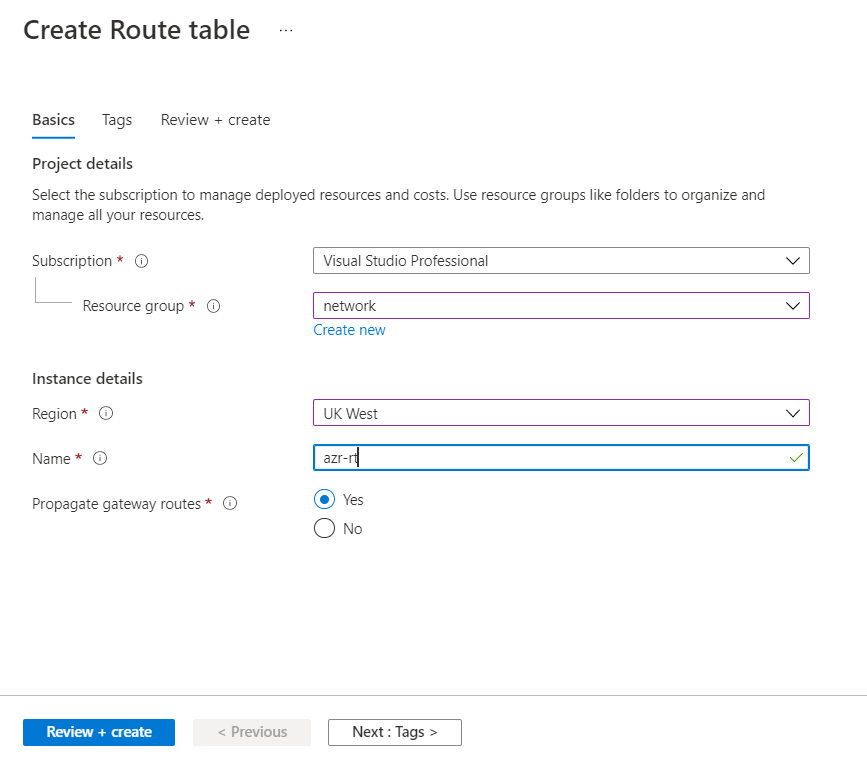 Create Route table ...
Basics Tags Review + create
Project details
Select the subscription to manage deployed resources and costs. Use resource groups like folders to organize and
manage all your resources.
Subscription * Visual Studio Professional
Resource group * network
Create new
Instance details
Region * UK West
Name * azr-rt
Propagate gateway routes * Yes
No
Review + create < Previous Next : Tags >